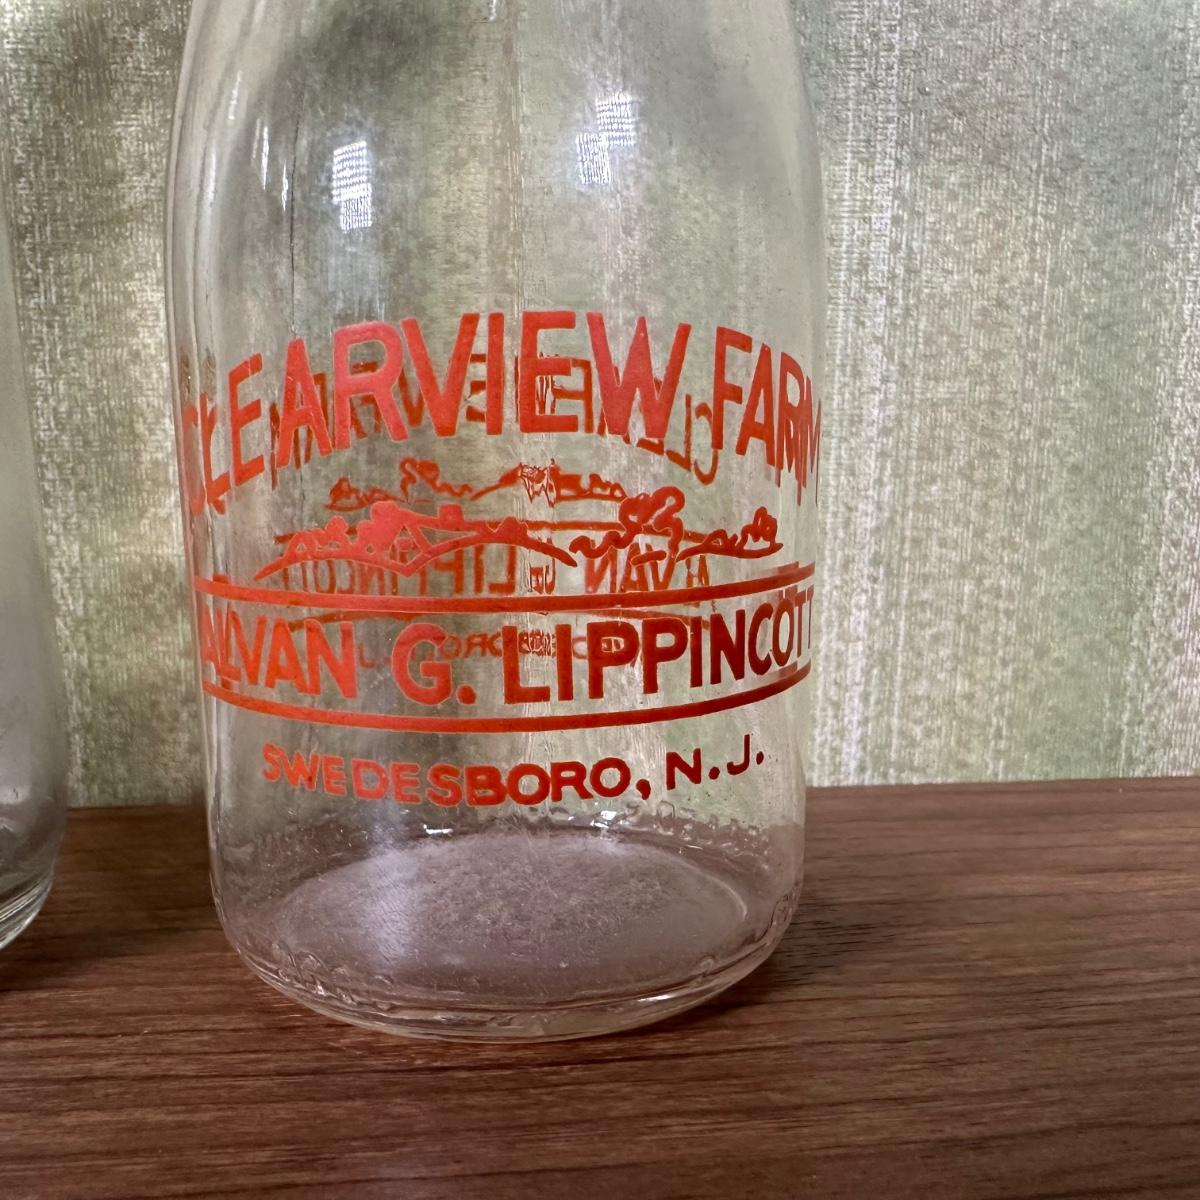 CLEARVIEW FARM
ALVAN G. LIPPINCOTT
SWEDESBORO, N.J.